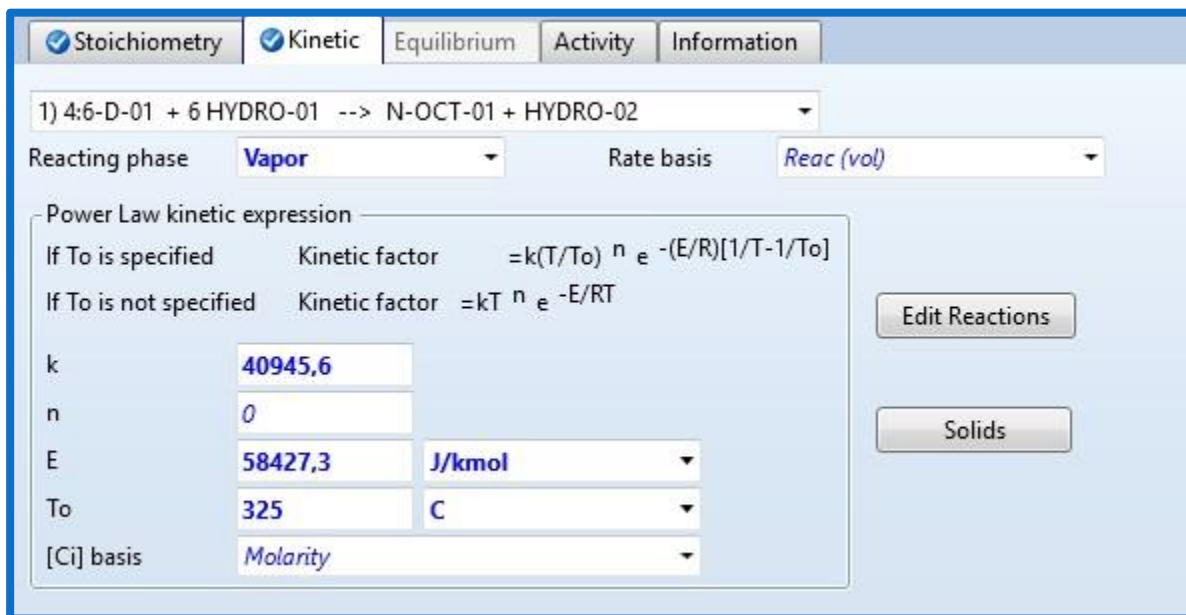 Stoichiometry Kinetic Equilibrium Activity Information
1) 4:6-D-01 + 6 HYDRO-01 --> N-OCT-01 + HYDRO-02
Reacting phase Vapor Rate basis Reac (vol)
Power Law kinetic expression
If To is specified Kinetic factor =k(T/To) n e -(E/R)[1/T-1/To]
If To is not specified Kinetic factor =kT n e -E/RT
Edit Reactions
k 40945,6
n 0
Solids
E 58427,3 J/kmol
To 325 C
[Ci] basis Molarity